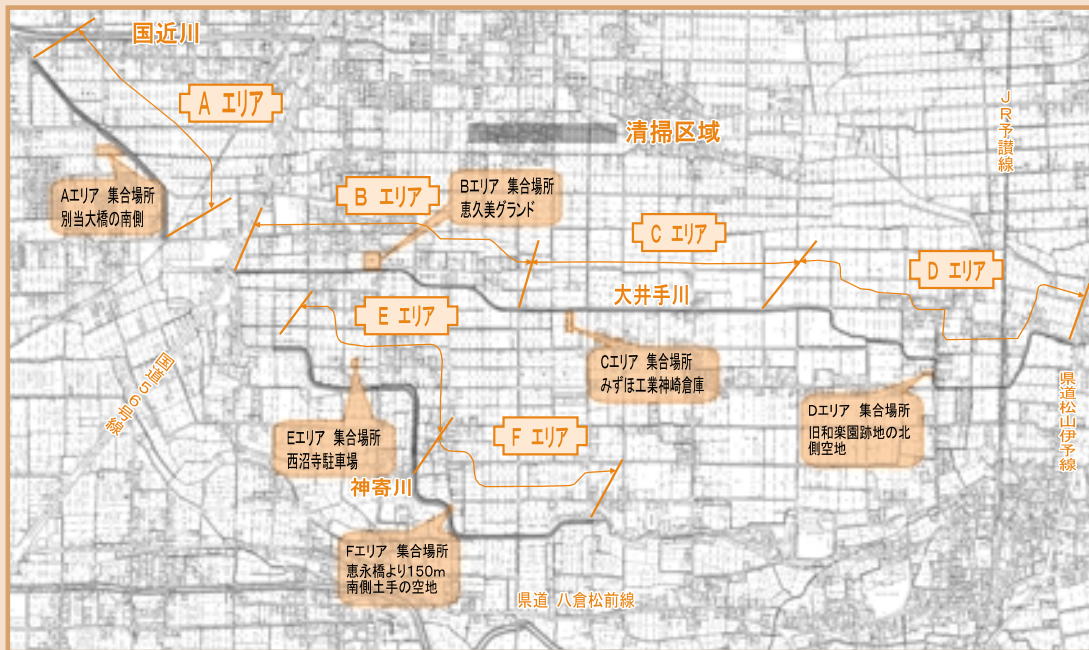 国近川
A エリア
清掃区域
JR予讃線
Aエリア 集合場所
別当大橋の南側
B エリア
Bエリア 集合場所
恵久美グランド
C エリア
D エリア
大井手川
E エリア
国道56号線
Cエリア 集合場所
みずほ工業神崎倉庫
県道松山伊予線
Dエリア 集合場所
旧和楽園跡地の北
側空地
Eエリア 集合場所
西沼寺駐車場
F エリア
神寄川
Fエリア 集合場所
恵永橋より150m
南側土手の空地
県道 八倉松前線